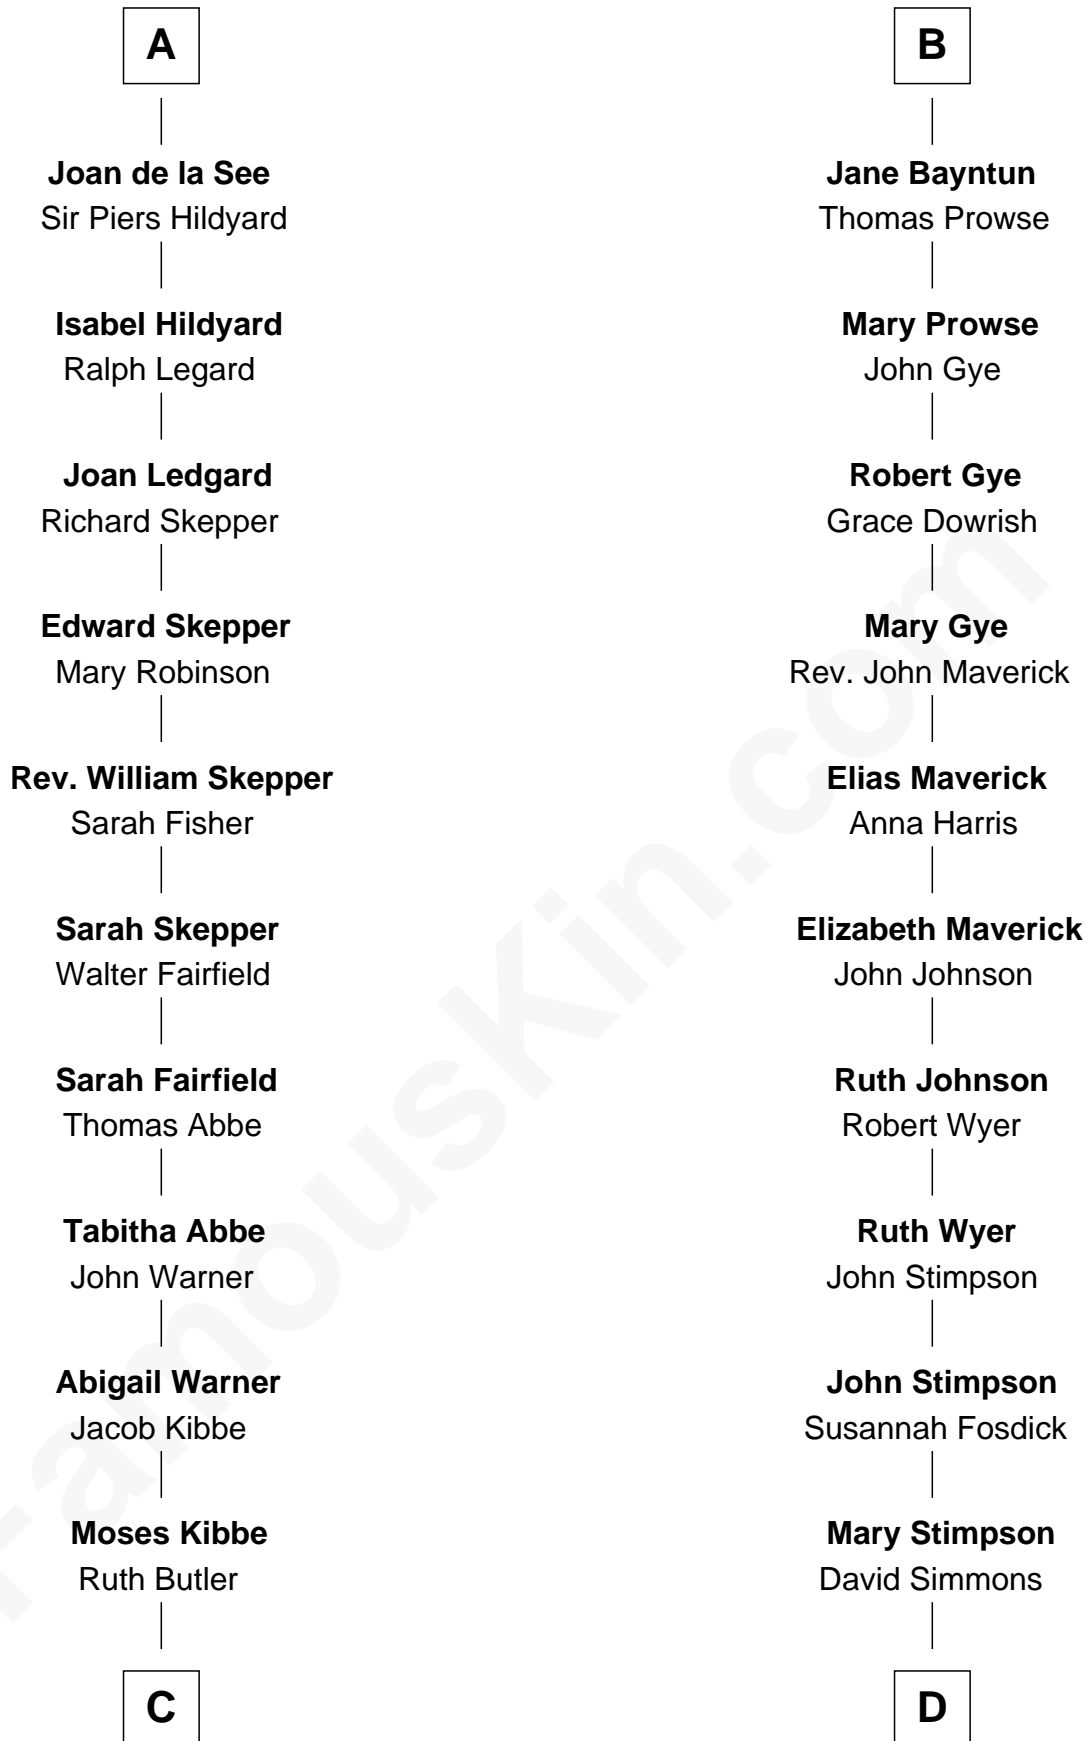 A
Joan de la See
Sir Piers Hildyard
Isabel Hildyard
Ralph Legard
Joan Ledgard
Richard Skepper
Edward Skepper
Mary Robinson
Rev. William Skepper
Sarah Fisher
Sarah Skepper
Walter Fairfield
Sarah Fairfield
Thomas Abbe
Tabitha Abbe
John Warner
Abigail Warner
Jacob Kibbe
Moses Kibbe
Ruth Butler
C
B
Jane Bayntun
Thomas Prowse
Mary Prowse
John Gye
Robert Gye
Grace Dowrish
Mary Gye
Rev. John Maverick
Elias Maverick
Anna Harris
Elizabeth Maverick
John Johnson
Ruth Johnson
Robert Wyer
Ruth Wyer
John Stimpson
John Stimpson
Susannah Fosdick
Mary Stimpson
David Simmons
D
FamousKin.com